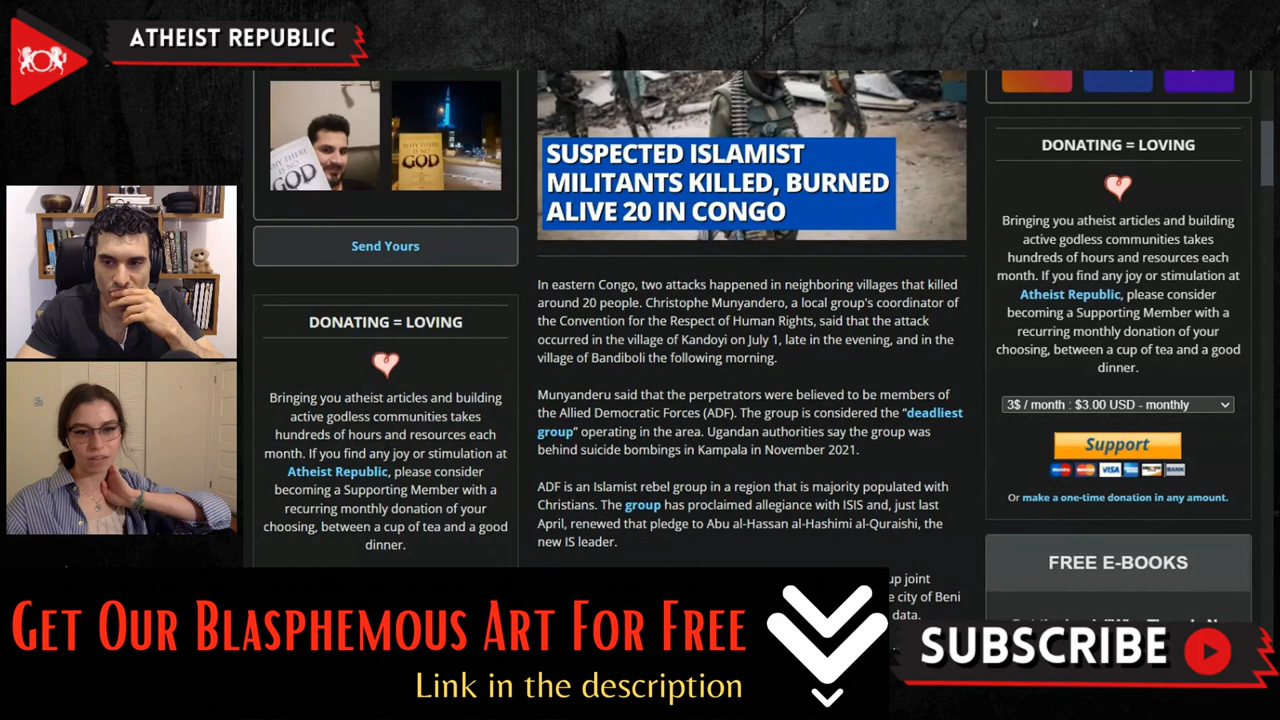 ATHEIST REPUBLIC
Send Yours
DONATING = LOVING
Bringing you atheist articles and building
active godless communities takes
hundreds of hours and resources each
month. If you find any joy or stimulation at
Atheist Republic, please consider
becoming a Supporting Member with a
recurring monthly donation of your
choosing, between a cup of tea and a good
dinner.
SUSPECTED ISLAMIST
MILITANTS KILLED, BURNED
ALIVE 20 IN CONGO
In eastern Congo, two attacks happened in neighboring villages that killed
around 20 people. Christophe Munyandero, a local group's coordinator of
the Convention for the Respect of Human Rights, said that the attack
occurred in the village of Kandoyi on July 1, late in the evening, and in the
village of Bandiboli the following morning.
Munyanderu said that the perpetrators were believed to be members of
the Allied Democratic Forces (ADF). The group is considered the “deadliest
group” operating in the area. Ugandan authorities say the group was
behind suicide bombings in Kampala in November 2021.
ADF is an Islamist rebel group in a region that is majority populated with
Christians. The group has proclaimed allegiance with ISIS and, just last
April, renewed that pledge to Abu al-Hassan al-Hashimi al-Quraishi, the
new IS leader.
up joint
e city of Beni
data.
DONATING = LOVING
Bringing you atheist articles and building
active godless communities takes
hundreds of hours and resources each
month. If you find any joy or stimulation at
Atheist Republic, please consider
becoming a Supporting Member with a
recurring monthly donation of your
choosing, between a cup of tea and a good
dinner.
3$ / month : $3.00 USD - monthly
Support
VISA
BANK
Or make a one-time donation in any amount.
FREE E-BOOKS
GET OUR BLASPHEMOUS ART FOR FREE
Link in the description
SUBSCRIBE